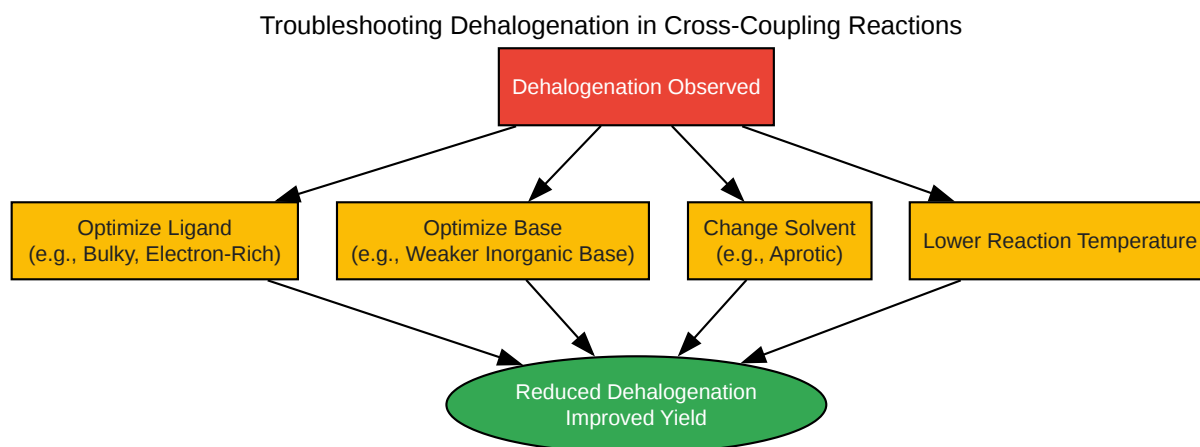 Troubleshooting Dehalogenation in Cross-Coupling Reactions
Dehalogenation Observed
Optimize Ligand
(e.g., Bulky, Electron-Rich)
Optimize Base
(e.g., Weaker Inorganic Base)
Change Solvent
(e.g., Aprotic)
Lower Reaction Temperature
Reduced Dehalogenation
Improved Yield